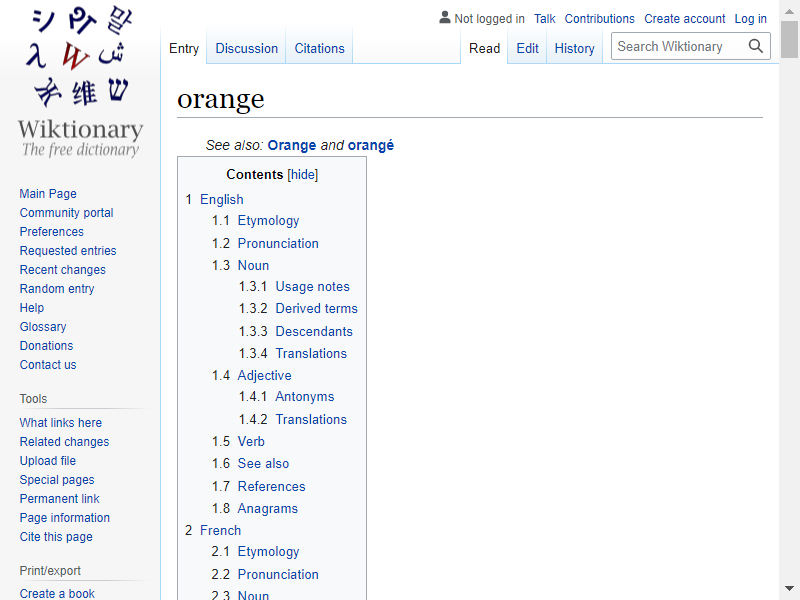 Not logged in Talk Contributions Create account Log in
Entry Discussion Citations Read Edit History Search Wiktionary
シ Ря 말
λ W ش
维 ש
Wiktionary
The free dictionary
Main Page
Community portal
Preferences
Requested entries
Recent changes
Random entry
Help
Glossary
Donations
Contact us
Tools
What links here
Related changes
Upload file
Special pages
Permanent link
Page information
Cite this page
Print/export
Create a book
orange
See also: Orange and orangé
Contents [hide]
1 English
1.1 Etymology
1.2 Pronunciation
1.3 Noun
1.3.1 Usage notes
1.3.2 Derived terms
1.3.3 Descendants
1.3.4 Translations
1.4 Adjective
1.4.1 Antonyms
1.4.2 Translations
1.5 Verb
1.6 See also
1.7 References
1.8 Anagrams
2 French
2.1 Etymology
2.2 Pronunciation
2.3 Noun